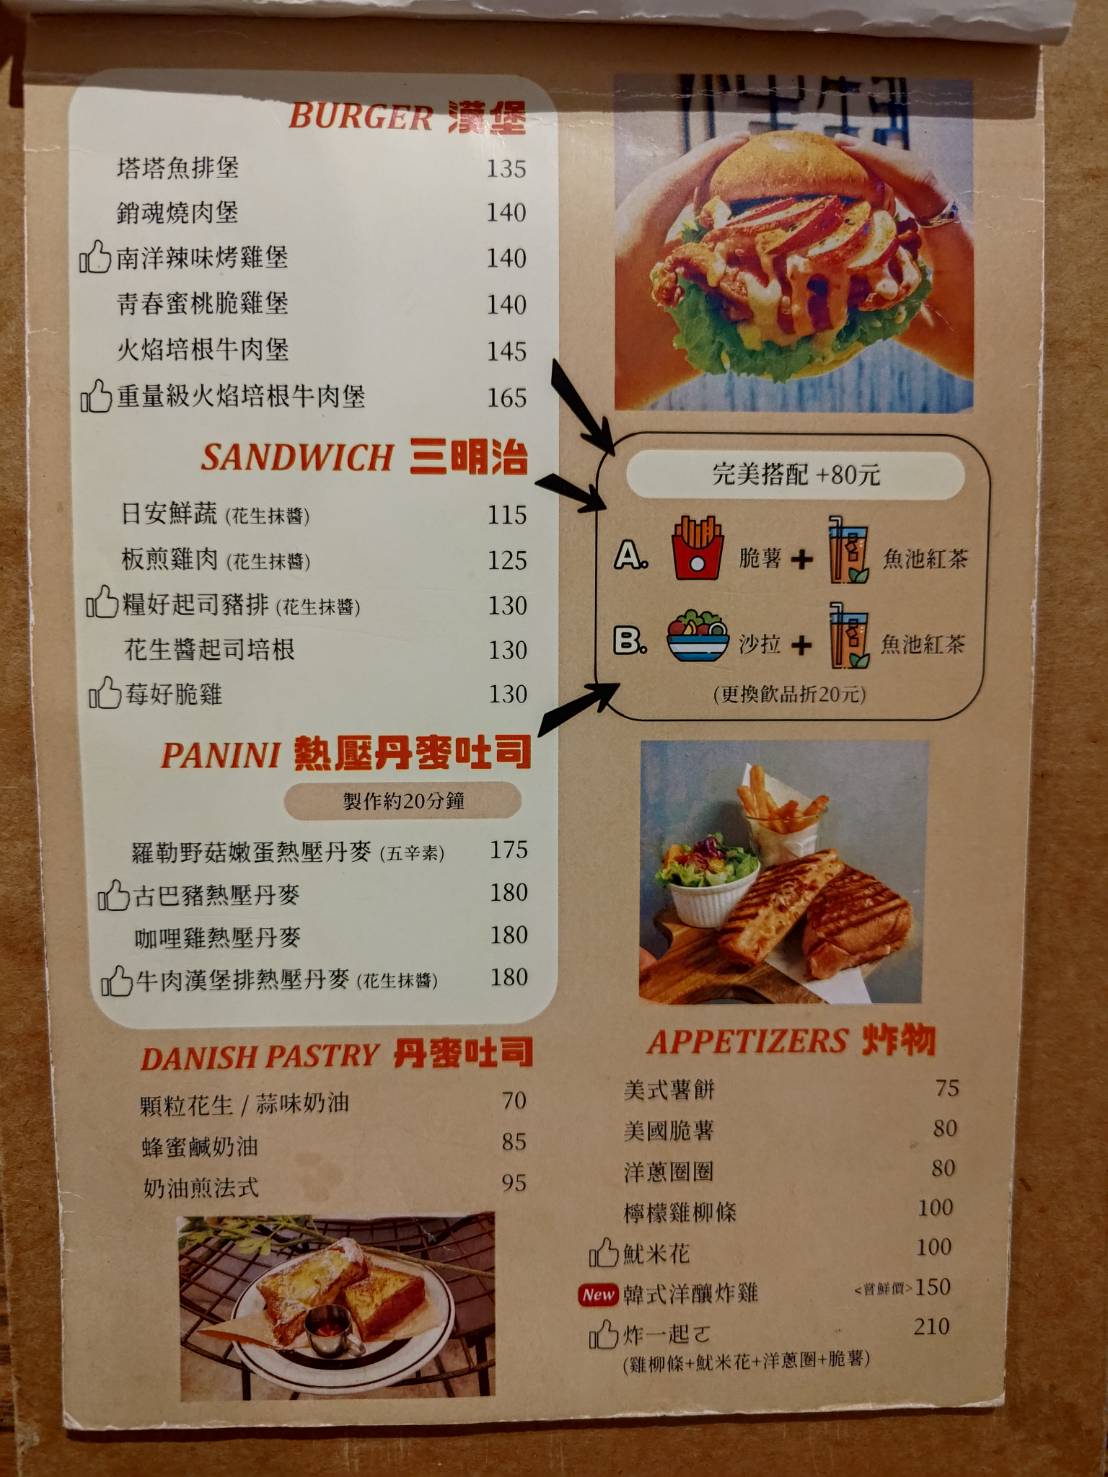 BURGER 漢堡
塔塔魚排堡 135
銷魂燒肉堡 140
南洋辣味烤雞堡 140
青春蜜桃脆雞堡 140
火焰培根牛肉堡 145
重量級火焰培根牛肉堡 165
SANDWICH 三明治
日安鮮蔬 (花生抹醬) 115
板煎雞肉 (花生抹醬) 125
糧好起司豬排 (花生抹醬) 130
花生醬起司培根 130
莓好脆雞 130
PANINI 熱壓丹麥吐司
製作約20分鐘
羅勒野菇嫩蛋熱壓丹麥 (五辛素) 175
古巴豬熱壓丹麥 180
咖哩雞熱壓丹麥 180
牛肉漢堡排熱壓丹麥 (花生抹醬) 180
DANISH PASTRY 丹麥吐司
顆粒花生 / 蒜味奶油 70
蜂蜜鹹奶油 85
奶油煎法式 95
完美搭配 +80元
A. 脆薯 + 魚池紅茶
B. 沙拉 + 魚池紅茶
(更換飲品折20元)
APPETIZERS 炸物
美式薯餅 75
美國脆薯 80
洋蔥圈圈 80
檸檬雞柳條 100
魷米花 100
New 韓式洋釀炸雞 <嘗鮮價>150
炸一起ㄛ 210
(雞柳條+魷米花+洋蔥圈+脆薯)